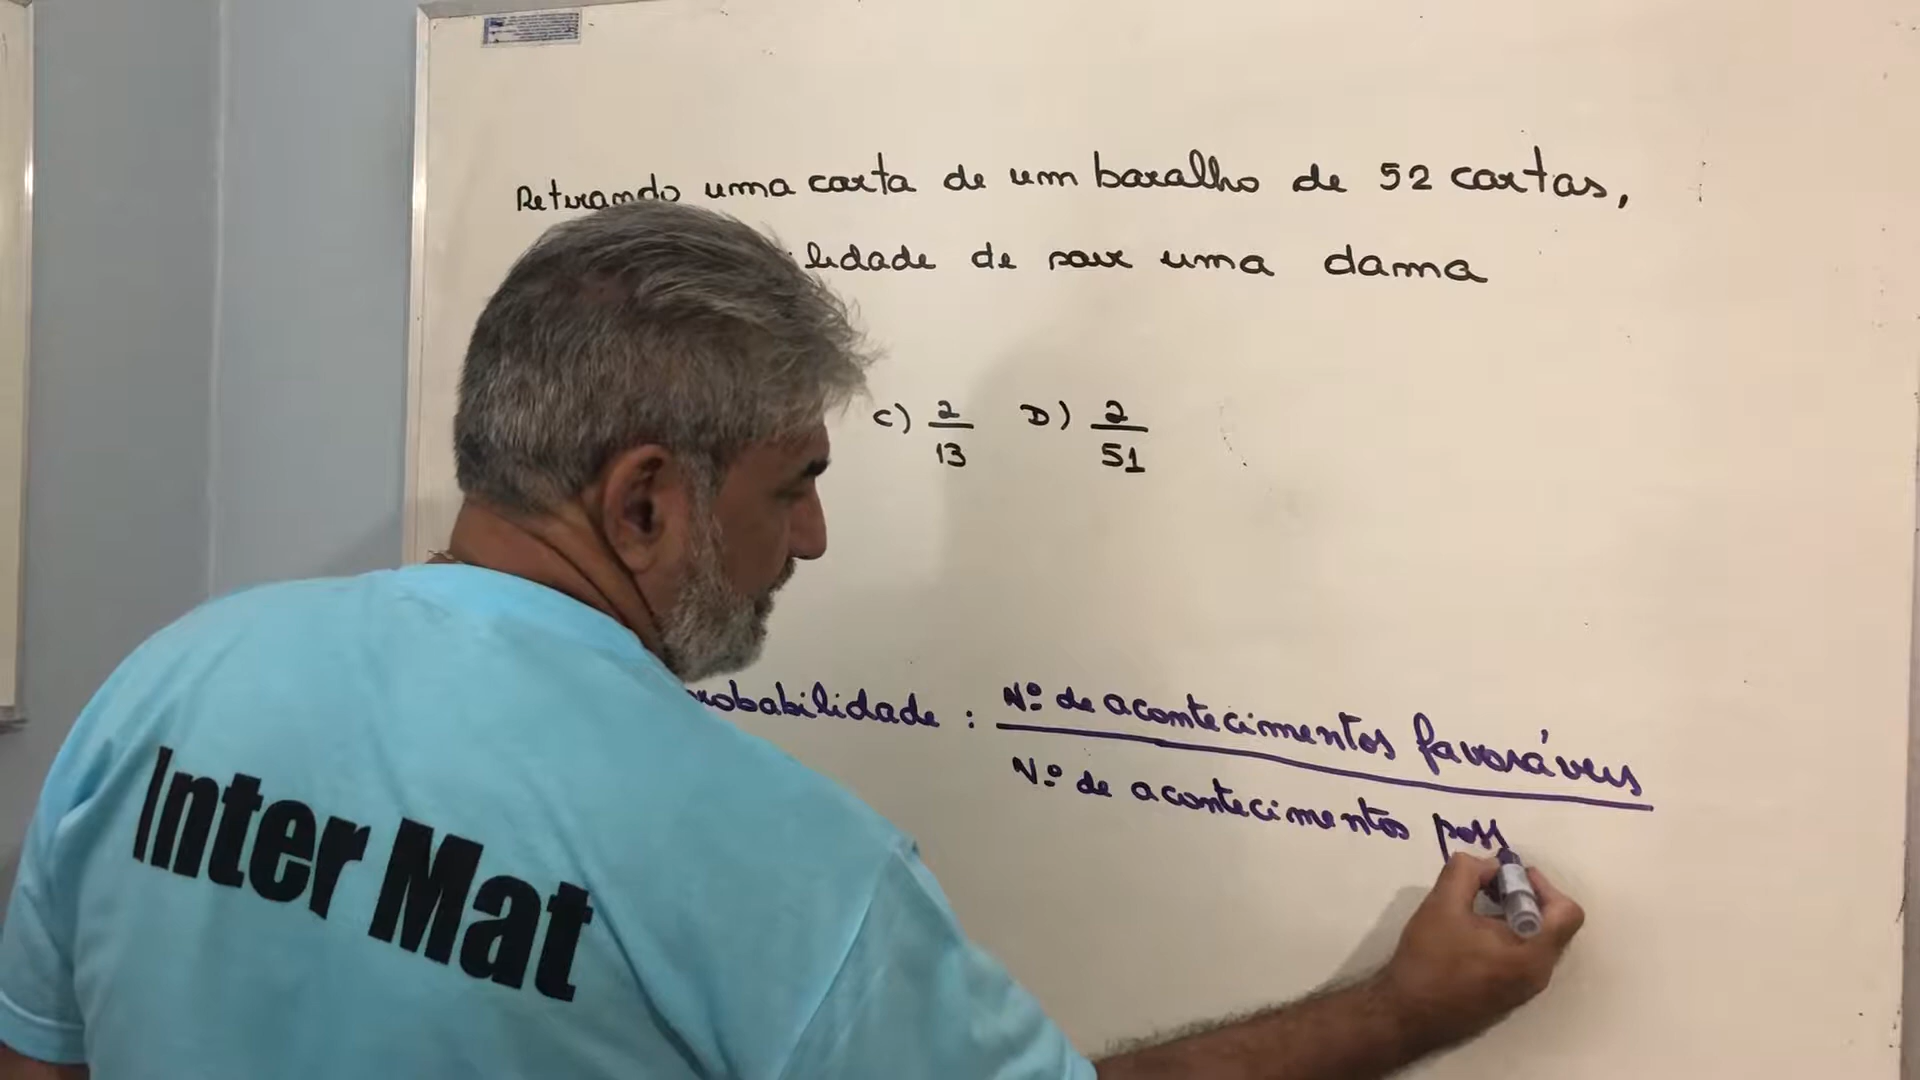 Retirando uma carta de um baralho de 52 cartas,
lidade de sair uma dama
C) 2/13 D) 2/51
robabilidade : Nº de acontecimentos favoráveis
Nº de acontecimentos poss
Inter Mat